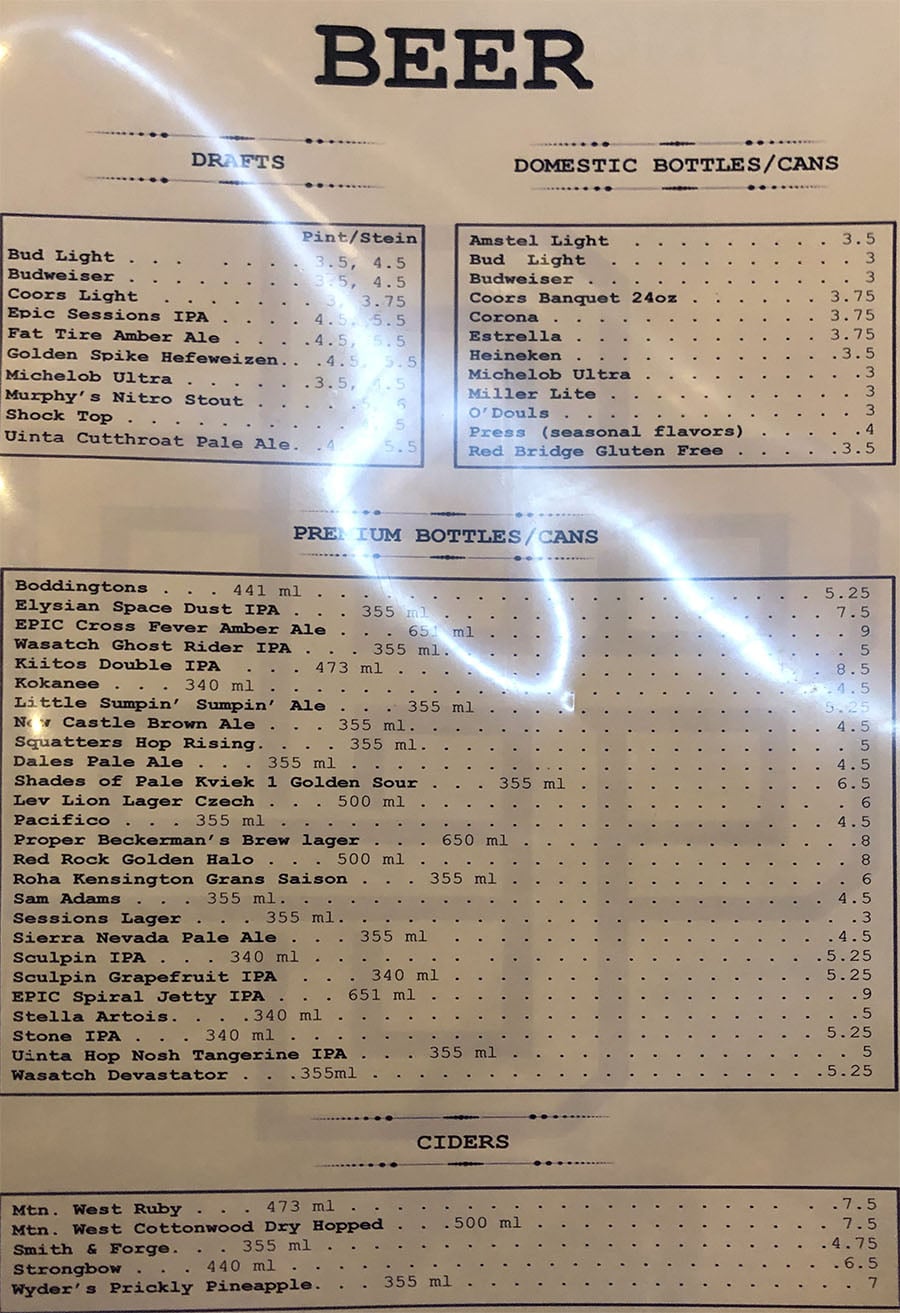 BEER
DRAFTS
Pint/Stein
Bud Light . . . . . . . . 3.5, 4.5
Budweiser . . . . . . . . 3.5, 4.5
Coors Light . . . . . . . 3, 3.75
Epic Sessions IPA . . . . 4.5, 5.5
Fat Tire Amber Ale . . . .4.5, 5.5
Golden Spike Hefeweizen.. .4.5, 5.5
Michelob Ultra . . . . . .3.5, 4.5
Murphy's Nitro Stout . . . . 5, 6
Shock Top . . . . . . . . 5
Uinta Cutthroat Pale Ale. .4 5.5
DOMESTIC BOTTLES/CANS
Amstel Light . . . . . . . . . 3.5
Bud Light . . . . . . . . . . . 3
Budweiser . . . . . . . . . . . 3
Coors Banquet 24oz . . . . . . 3.75
Corona . . . . . . . . . . . . 3.75
Estrella . . . . . . . . . . . 3.75
Heineken . . . . . . . . . . . .3.5
Michelob Ultra . . . . . . . . .3
Miller Lite . . . . . . . . . . 3
O'Douls . . . . . . . . . . . . 3
Press (seasonal flavors) . . . . .4
Red Bridge Gluten Free . . . . .3.5
PREMIUM BOTTLES/CANS
Boddingtons . . . 441 ml . . . . . . . . . . 5.25
Elysian Space Dust IPA . . . 355 ml . . . . . . . . . . 7.5
EPIC Cross Fever Amber Ale . . . 651 ml . . . . . . . . . . 9
Wasatch Ghost Rider IPA . . . 355 ml. . . . . . . . . . 5
Kiitos Double IPA . . . 473 ml . . . . . . . . . . 8.5
Kokanee . . . 340 ml . . . . . . . . . . .4.5
Little Sumpin' Sumpin' Ale . . . 355 ml . . . . . . . . . . 5.25
New Castle Brown Ale . . . 355 ml. . . . . . . . . . 4.5
Squatters Hop Rising. . . . 355 ml. . . . . . . . . . 5
Dales Pale Ale . . . 355 ml . . . . . . . . . . 4.5
Shades of Pale Kviek 1 Golden Sour . . . 355 ml . . . . . . . . . . 6.5
Lev Lion Lager Czech . . . 500 ml . . . . . . . . . . 6
Pacifico . . . 355 ml . . . . . . . . . . 4.5
Proper Beckerman's Brew lager . . . 650 ml . . . . . . . . . . .8
Red Rock Golden Halo . . . 500 ml . . . . . . . . . . 8
Roha Kensington Grans Saison . . . 355 ml . . . . . . . . . . 6
Sam Adams . . . 355 ml. . . . . . . . . . 4.5
Sessions Lager . . . 355 ml. . . . . . . . . . .3
Sierra Nevada Pale Ale . . . 355 ml . . . . . . . . . . .4.5
Sculpin IPA . . . 340 ml . . . . . . . . . . .5.25
Sculpin Grapefruit IPA . . . 340 ml . . . . . . . . . . 5.25
EPIC Spiral Jetty IPA . . . 651 ml . . . . . . . . . . .9
Stella Artois. . . .340 ml . . . . . . . . . . .5
Stone IPA . . . 340 ml . . . . . . . . . . 5.25
Uinta Hop Nosh Tangerine IPA . . . 355 ml . . . . . . . . . . 5
Wasatch Devastator . . .355ml . . . . . . . . . . .5.25
CIDERS
Mtn. West Ruby . . . 473 ml . . . . . . . . . . .7.5
Mtn. West Cottonwood Dry Hopped . . .500 ml . . . . . . . . . . 7.5
Smith & Forge. . . 355 ml . . . . . . . . . . .4.75
Strongbow . . . 440 ml . . . . . . . . . . .6.5
Wyder's Prickly Pineapple. . . 355 ml . . . . . . . . . . 7